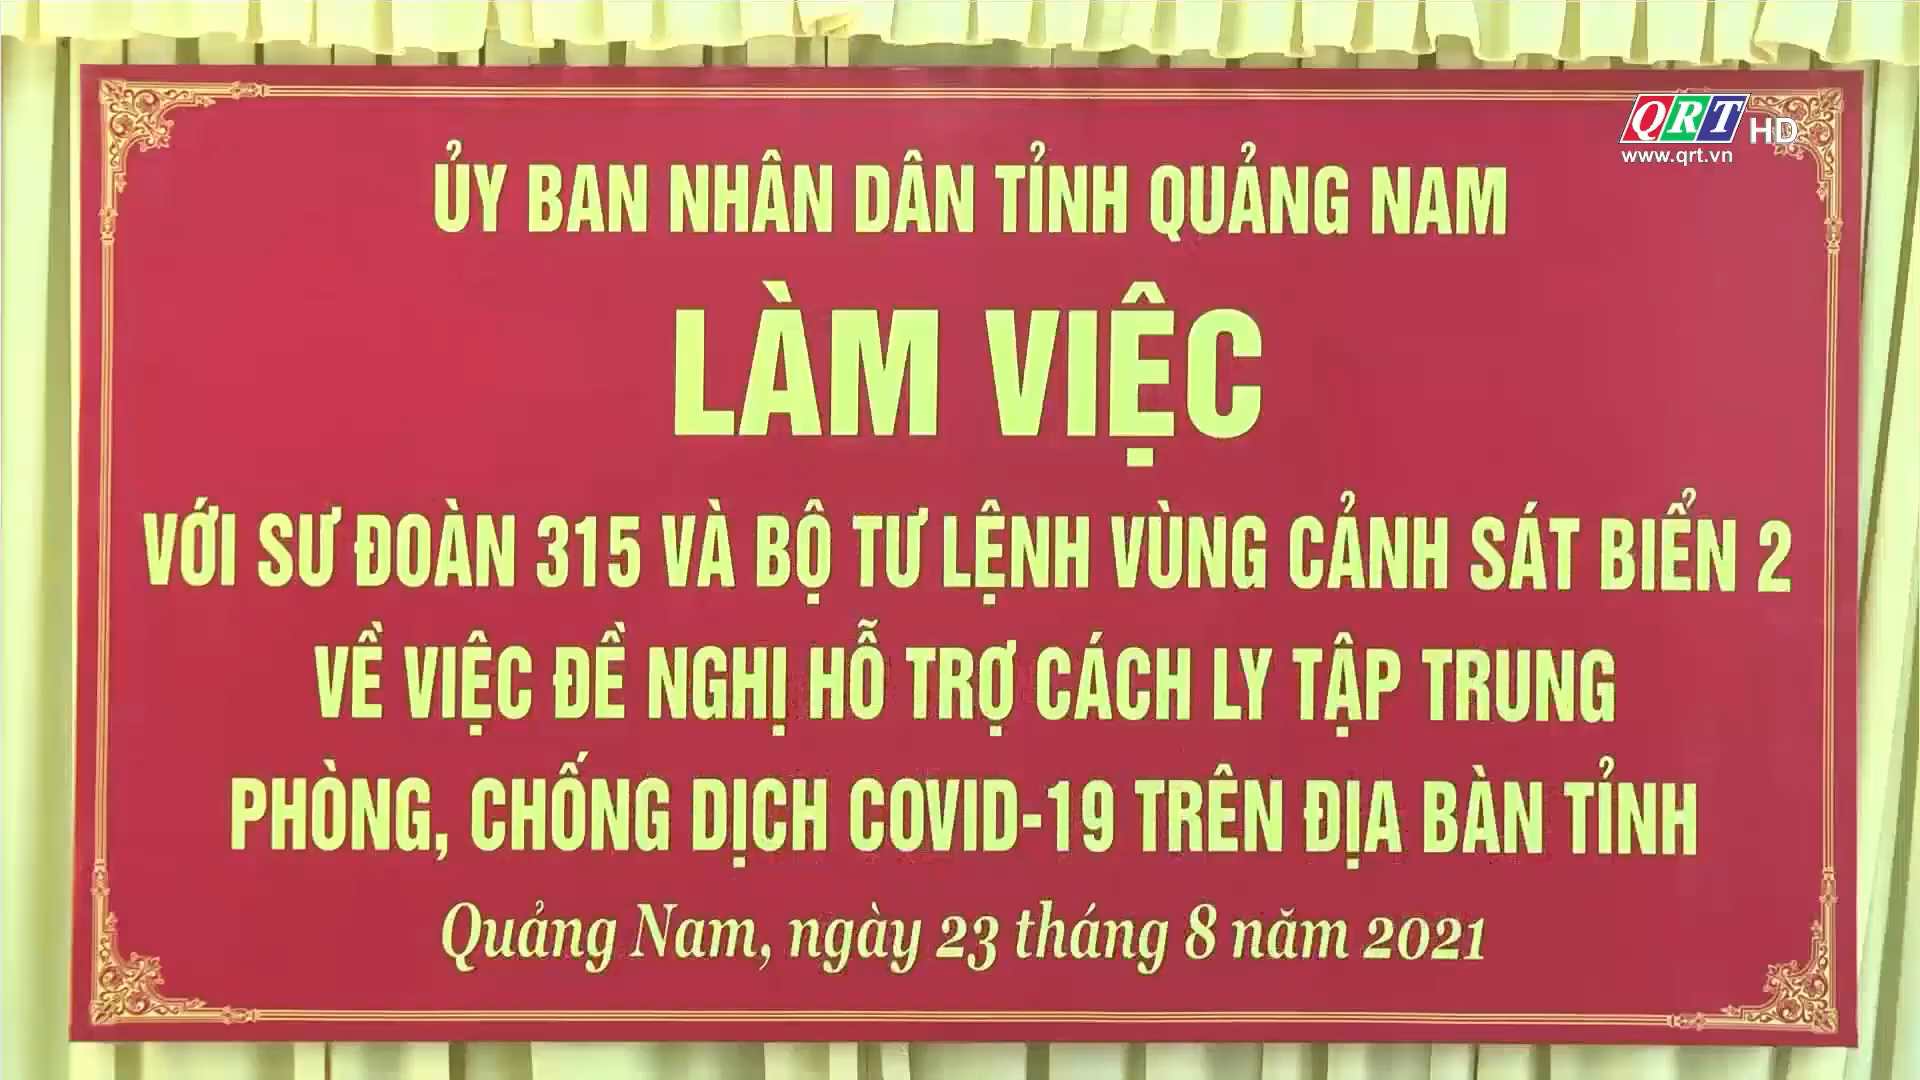 QRT HD
www.qrt.vn
ỦY BAN NHÂN DÂN TỈNH QUẢNG NAM
LÀM VIỆC
VỚI SƯ ĐOÀN 315 VÀ BỘ TƯ LỆNH VÙNG CẢNH SÁT BIỂN 2
VỀ VIỆC ĐỀ NGHỊ HỖ TRỢ CÁCH LY TẬP TRUNG
PHÒNG, CHỐNG DỊCH COVID-19 TRÊN ĐỊA BÀN TỈNH
Quảng Nam, ngày 23 tháng 8 năm 2021